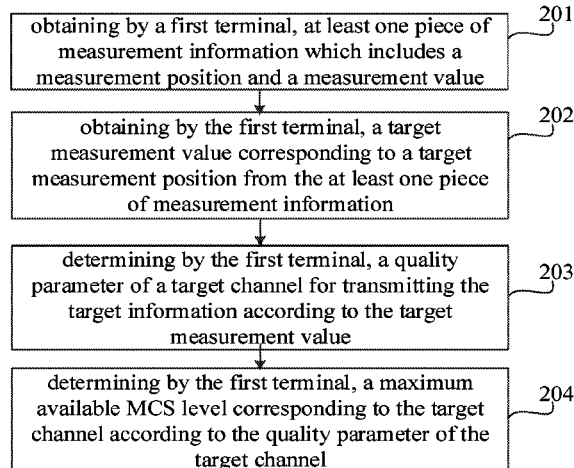 obtaining by a first terminal, at least one piece of
measurement information which includes a
measurement position and a measurement value
201
obtaining by the first terminal, a target
measurement value corresponding to a target
measurement position from the at least one piece
of measurement information
202
determining by the first terminal, a quality
parameter of a target channel for transmitting the
target information according to the target
measurement value
203
determining by the first terminal, a maximum
available MCS level corresponding to the target
channel according to the quality parameter of the
target channel
204